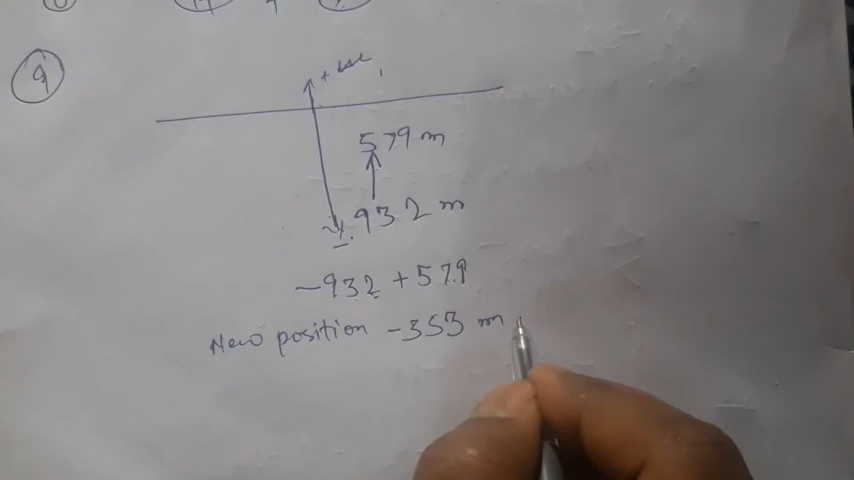 9
+ve
579 m
-932 m
-932 + 579
New position -353 m